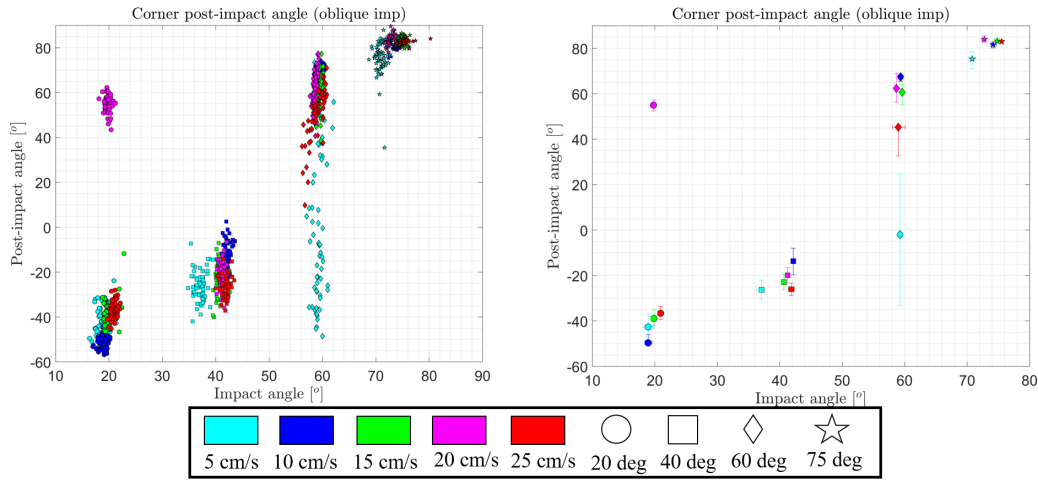 Corner post-impact angle (oblique imp)
Post-impact angle [°]
80
60
40
20
0
-20
-40
-60
10 20 30 40 50 60 70 80 90
Impact angle [°]
Corner post-impact angle (oblique imp)
Post-impact angle [°]
80
60
40
20
0
-20
-40
-60
10 20 30 40 50 60 70 80
Impact angle [°]
5 cm/s 10 cm/s 15 cm/s 20 cm/s 25 cm/s 20 deg 40 deg 60 deg 75 deg